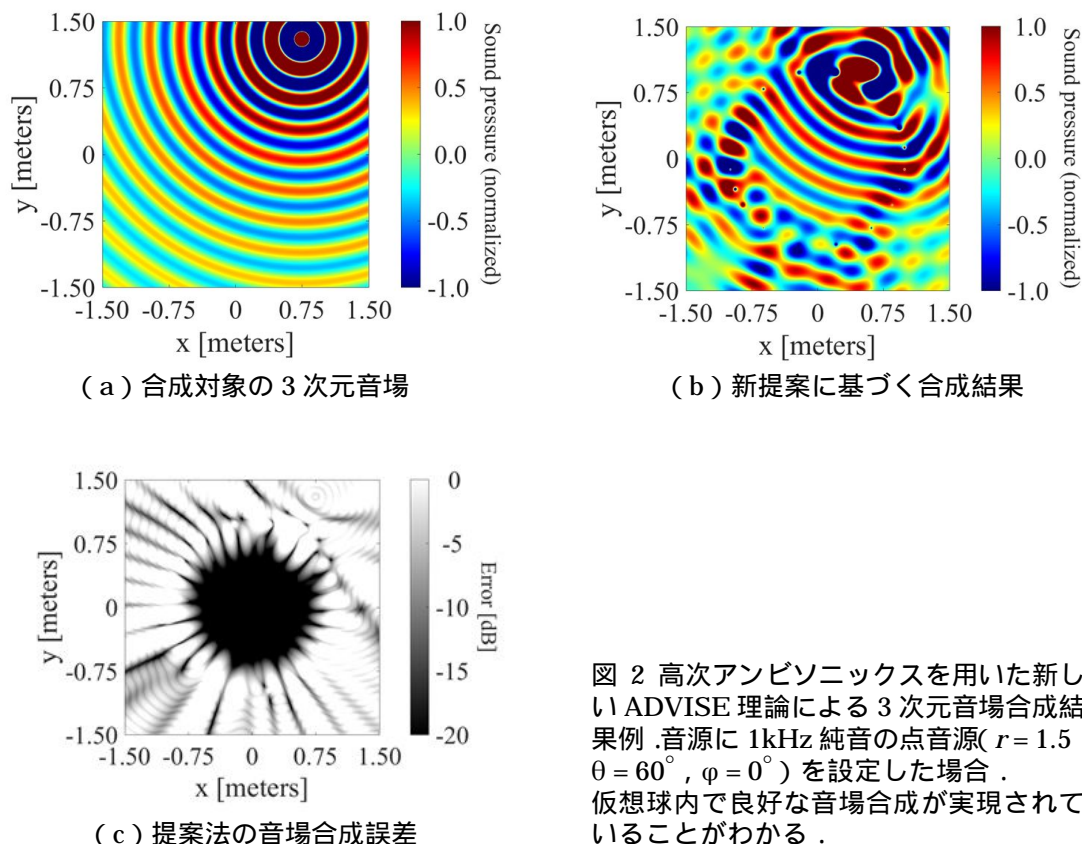 1.50
0.75
0
-0.75
-1.50
y [meters]
-1.50 -0.75 0 0.75 1.50
x [meters]
1.0
0.5
0.0
-0.5
-1.0
Sound pressure (normalized)
(a)合成対象の3次元音場
1.50
0.75
0
-0.75
-1.50
y [meters]
-1.50 -0.75 0 0.75 1.50
x [meters]
1.0
0.5
0.0
-0.5
-1.0
Sound pressure (normalized)
(b)新提案に基づく合成結果
1.50
0.75
0
-0.75
-1.50
y [meters]
-1.50 -0.75 0 0.75 1.50
x [meters]
0
-5
-10
-15
-20
Error [dB]
(c)提案法の音場合成誤差
図 2 高次アンビソニックスを用いた新し
い ADVISE 理論による 3 次元音場合成結
果例.音源に 1kHz 純音の点音源(r = 1.5
θ = 60°, φ = 0°)を設定した場合.
仮想球内で良好な音場合成が実現されて
いることがわかる.